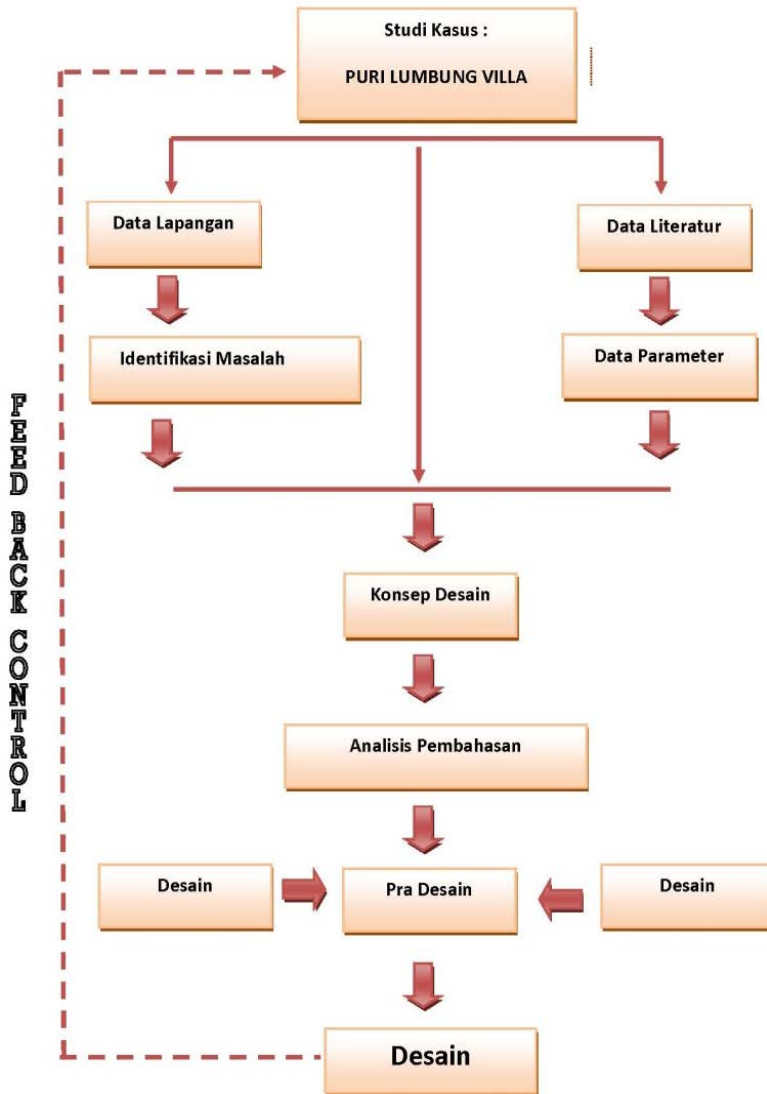 Studi Kasus :
PURI LUMBUNG VILLA
Data Lapangan
Data Literatur
Identifikasi Masalah
Data Parameter
FEED BACK CONTROL
Konsep Desain
Analisis Pembahasan
Desain
Pra Desain
Desain
Desain